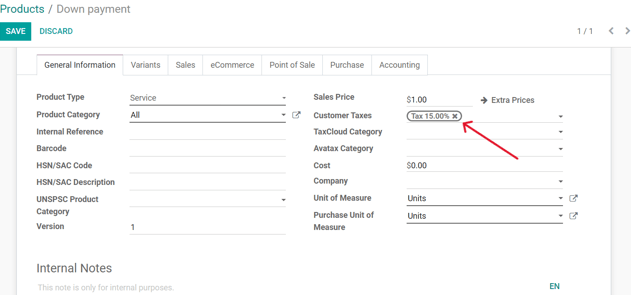 Products / Down payment
SAVE DISCARD 1 / 1
General Information Variants Sales eCommerce Point of Sale Purchase Accounting
Product Type Service Sales Price $1.00 Extra Prices
Product Category All Customer Taxes Tax 15.00% ✖
Internal Reference TaxCloud Category
Barcode Avatax Category
HSN/SAC Code Cost $0.00
HSN/SAC Description Company
UNSPSC Product Category Unit of Measure Units
Version 1 Purchase Unit of Measure Units
Internal Notes
This note is only for internal purposes. EN